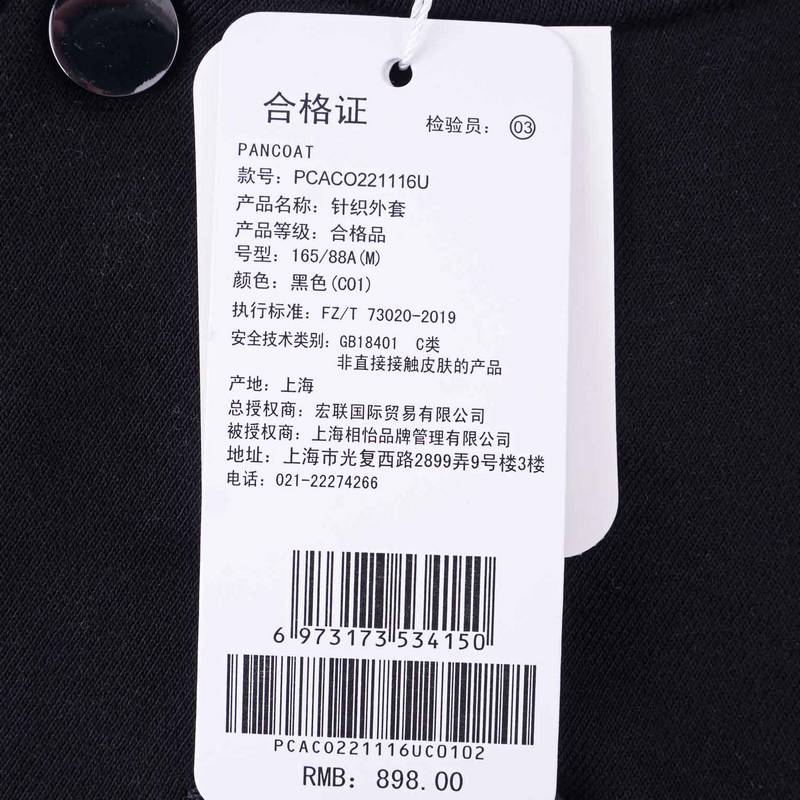 合格证 检验员：03
PANCOAT
款号：PCACO221116U
产品名称：针织外套
产品等级：合格品
号型：165/88A(M)
颜色：黑色(C01)
执行标准：FZ/T 73020-2019
安全技术类别：GB18401 C类
非直接接触皮肤的产品
产地：上海
总授权商：宏联国际贸易有限公司
被授权商：上海相怡品牌管理有限公司
地址：上海市光复西路2899弄9号楼3楼
电话：021-22274266
6 973173 534150
PCACO221116UC0102
RMB：898.00